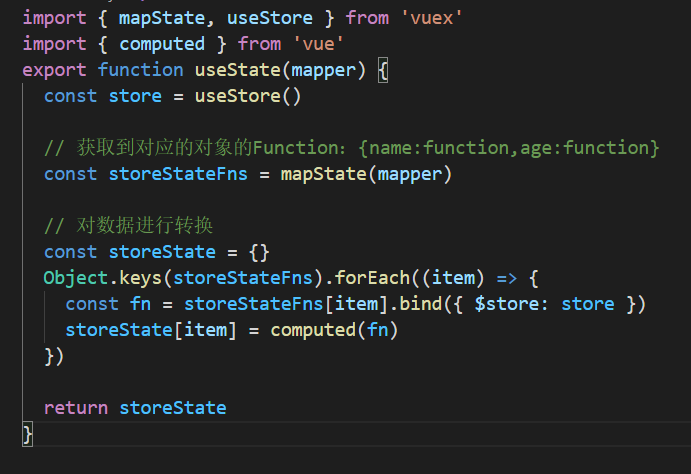 import { mapState, useStore } from 'vuex'
import { computed } from 'vue'
export function useState(mapper) {
  const store = useStore()
  // 获取到对应的对象的Function：{name:function,age:function}
  const storeStateFns = mapState(mapper)
  // 对数据进行转换
  const storeState = {}
  Object.keys(storeStateFns).forEach((item) => {
    const fn = storeStateFns[item].bind({ $store: store })
    storeState[item] = computed(fn)
  })
  return storeState
}